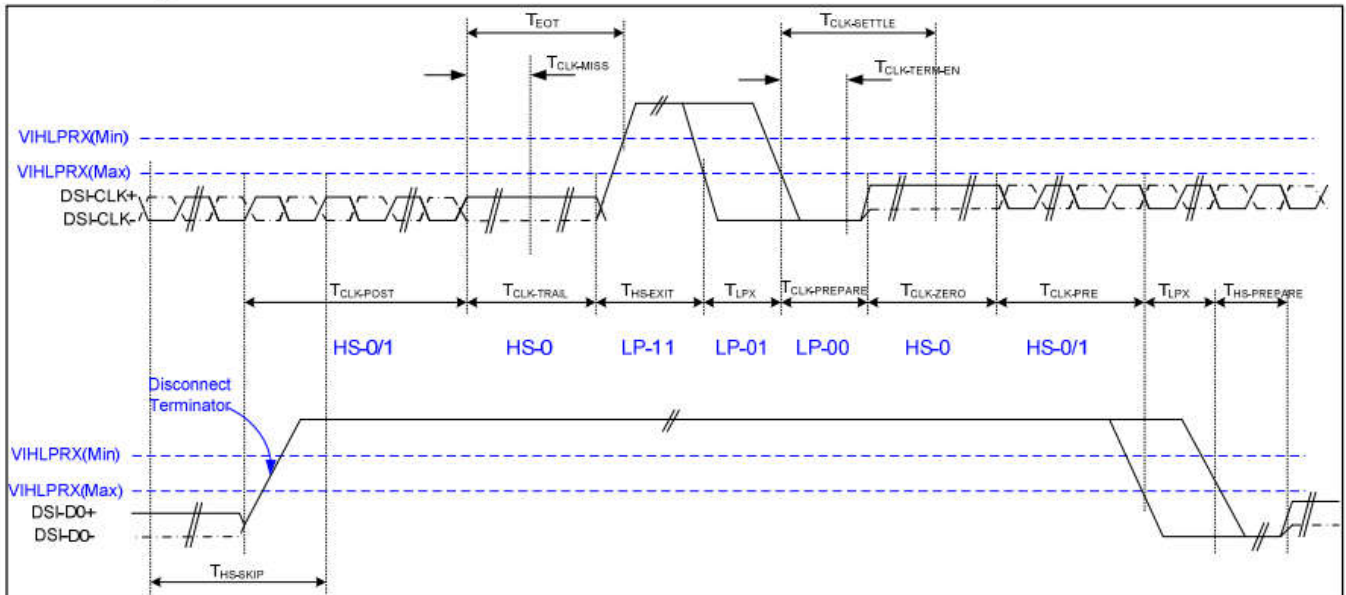 TEOT
TCLK-SETTLE
TCLK-MISS
TCLK-TERM-EN
VIHLPRX(Min)
VIHLPRX(Max)
DSI-CLK+
DSI-CLK-
TCLK-POST
TCLK-TRAIL
THS-EXIT
TLPX
TCLK-PREPARE
TCLK-ZERO
TCLK-PRE
TLPX
THS-PREPARE
HS-0/1
HS-0
LP-11
LP-01
LP-00
HS-0
HS-0/1
Disconnect
Terminator
VIHLPRX(Min)
VIHLPRX(Max)
DSI-D0+
DSI-D0-
THS-SKIP